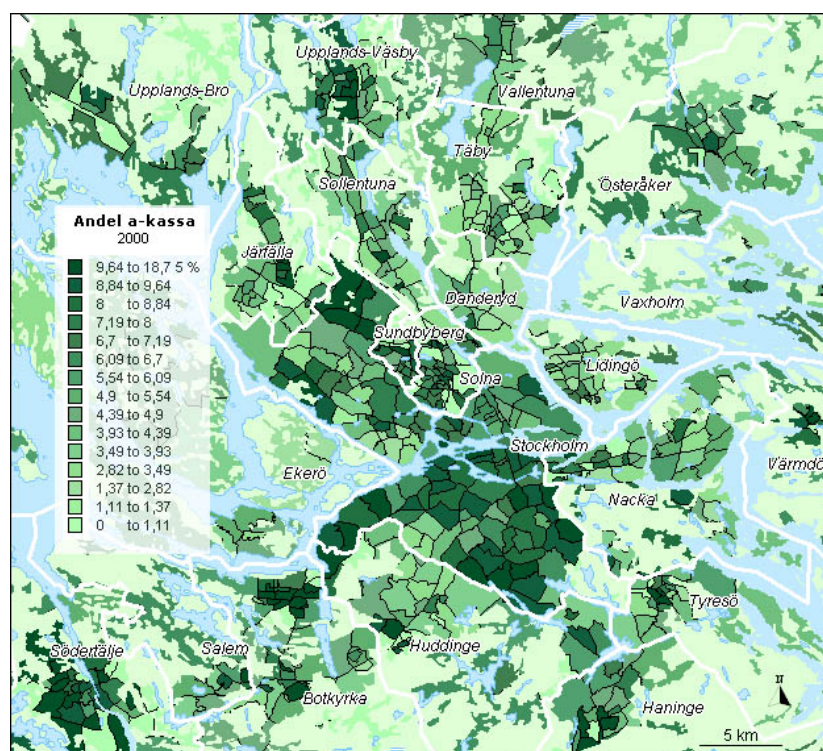 Upplands-Väsby
Upplands-Bro
Vallentuna
Täby
Sollentuna
Österåker
Andel a-kassa
2000
9,64 to 18,7 5 %
8,84 to 9,64
8 to 8,84
7,19 to 8
6,7 to 7,19
6,09 to 6,7
5,54 to 6,09
4,9 to 5,54
4,39 to 4,9
3,93 to 4,39
3,49 to 3,93
2,82 to 3,49
1,37 to 2,82
1,11 to 1,37
0 to 1,11
Järfälla
Danderyd
Vaxholm
Sundbyberg
Lidingö
Solna
Stockholm
Ekerö
Värmdö
Nacka
Tyresö
Huddinge
Salem
Södertälje
Botkyrka
Haninge
N
5 km